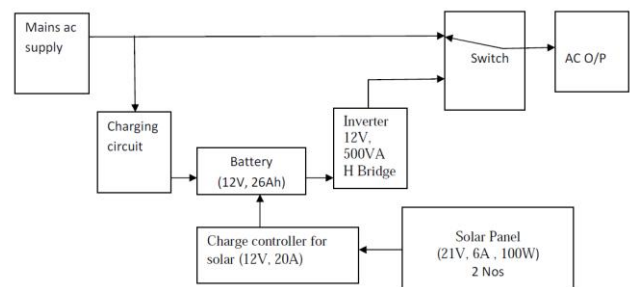 Mains ac
supply
Switch
AC O/P
Charging
circuit
Battery
(12V, 26Ah)
Inverter
12V,
500VA
H Bridge
Charge controller for
solar (12V, 20A)
Solar Panel
(21V, 6A , 100W)
2 Nos